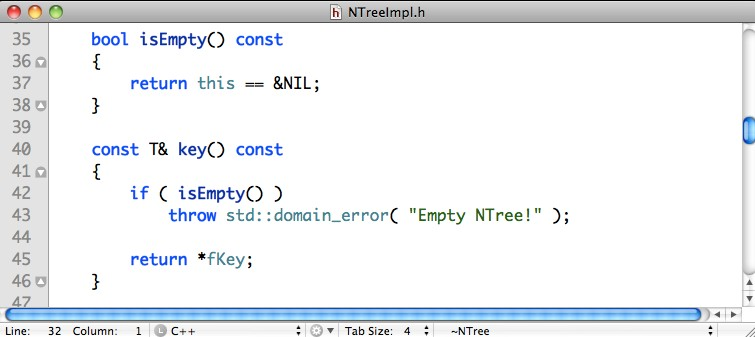 NTreeImpl.h
35 bool isEmpty() const
36 {
37 return this == &NIL;
38 }
39
40 const T& key() const
41 {
42 if ( isEmpty() )
43 throw std::domain_error( "Empty NTree!" );
44
45 return *fKey;
46 }
47
Line: 32 Column: 1 L C++ Tab Size: 4 ~NTree